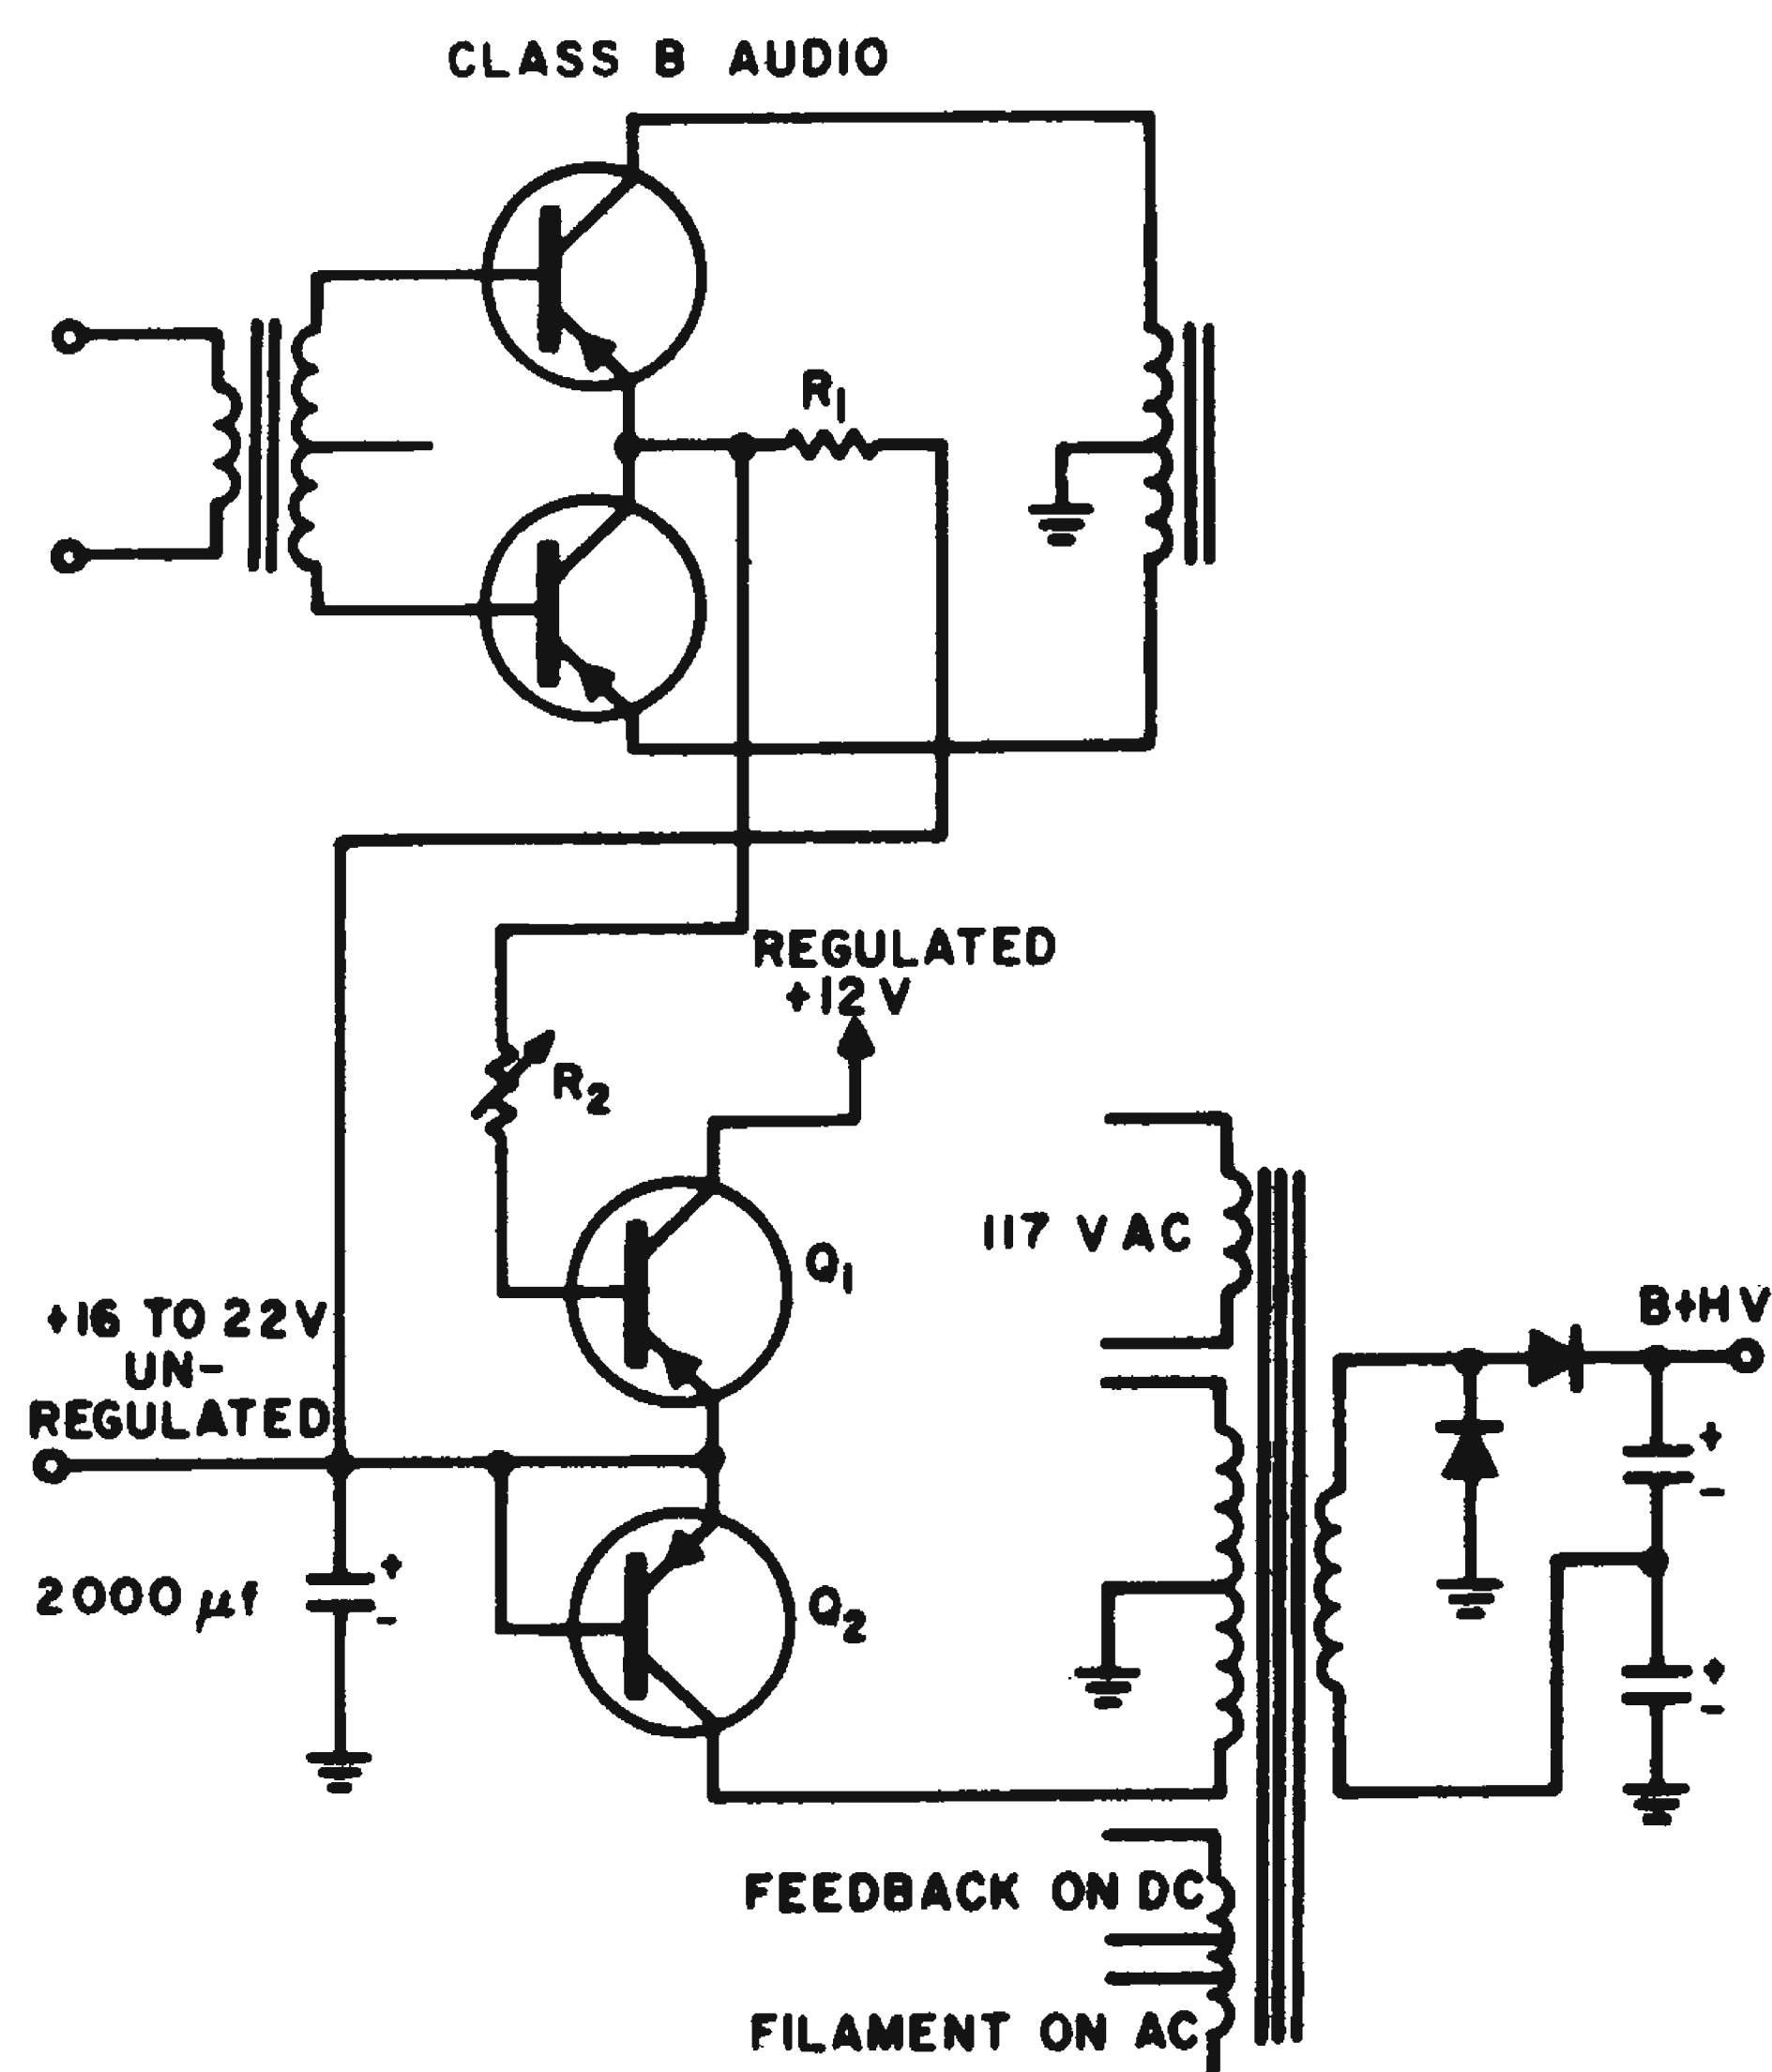 CLASS B AUDIO
R1
REGULATED
+12V
R2
117 VAC
Q1
+16 TO 22V
UN-
REGULATED
B+HV
+
-
2000 μf
+
-
Q2
+
-
FEEDBACK ON DC
FILAMENT ON AC